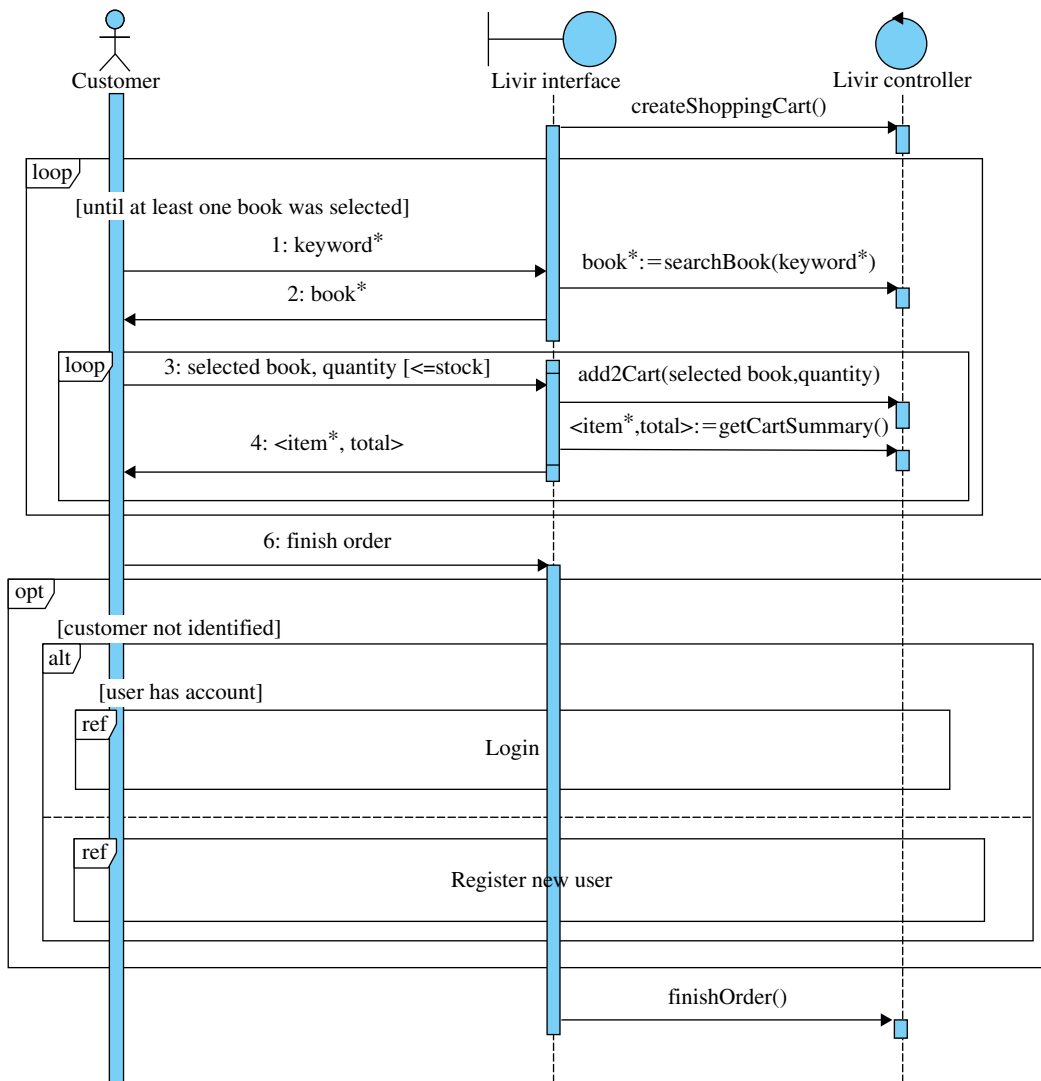 Customer
Livir interface
Livir controller
createShoppingCart()
loop
[until at least one book was selected]
1: keyword*
book*:=searchBook(keyword*)
2: book*
loop
3: selected book, quantity [<=stock]
add2Cart(selected book,quantity)
<item*,total>:=getCartSummary()
4: <item*, total>
6: finish order
opt
[customer not identified]
alt
[user has account]
ref
Login
ref
Register new user
finishOrder()